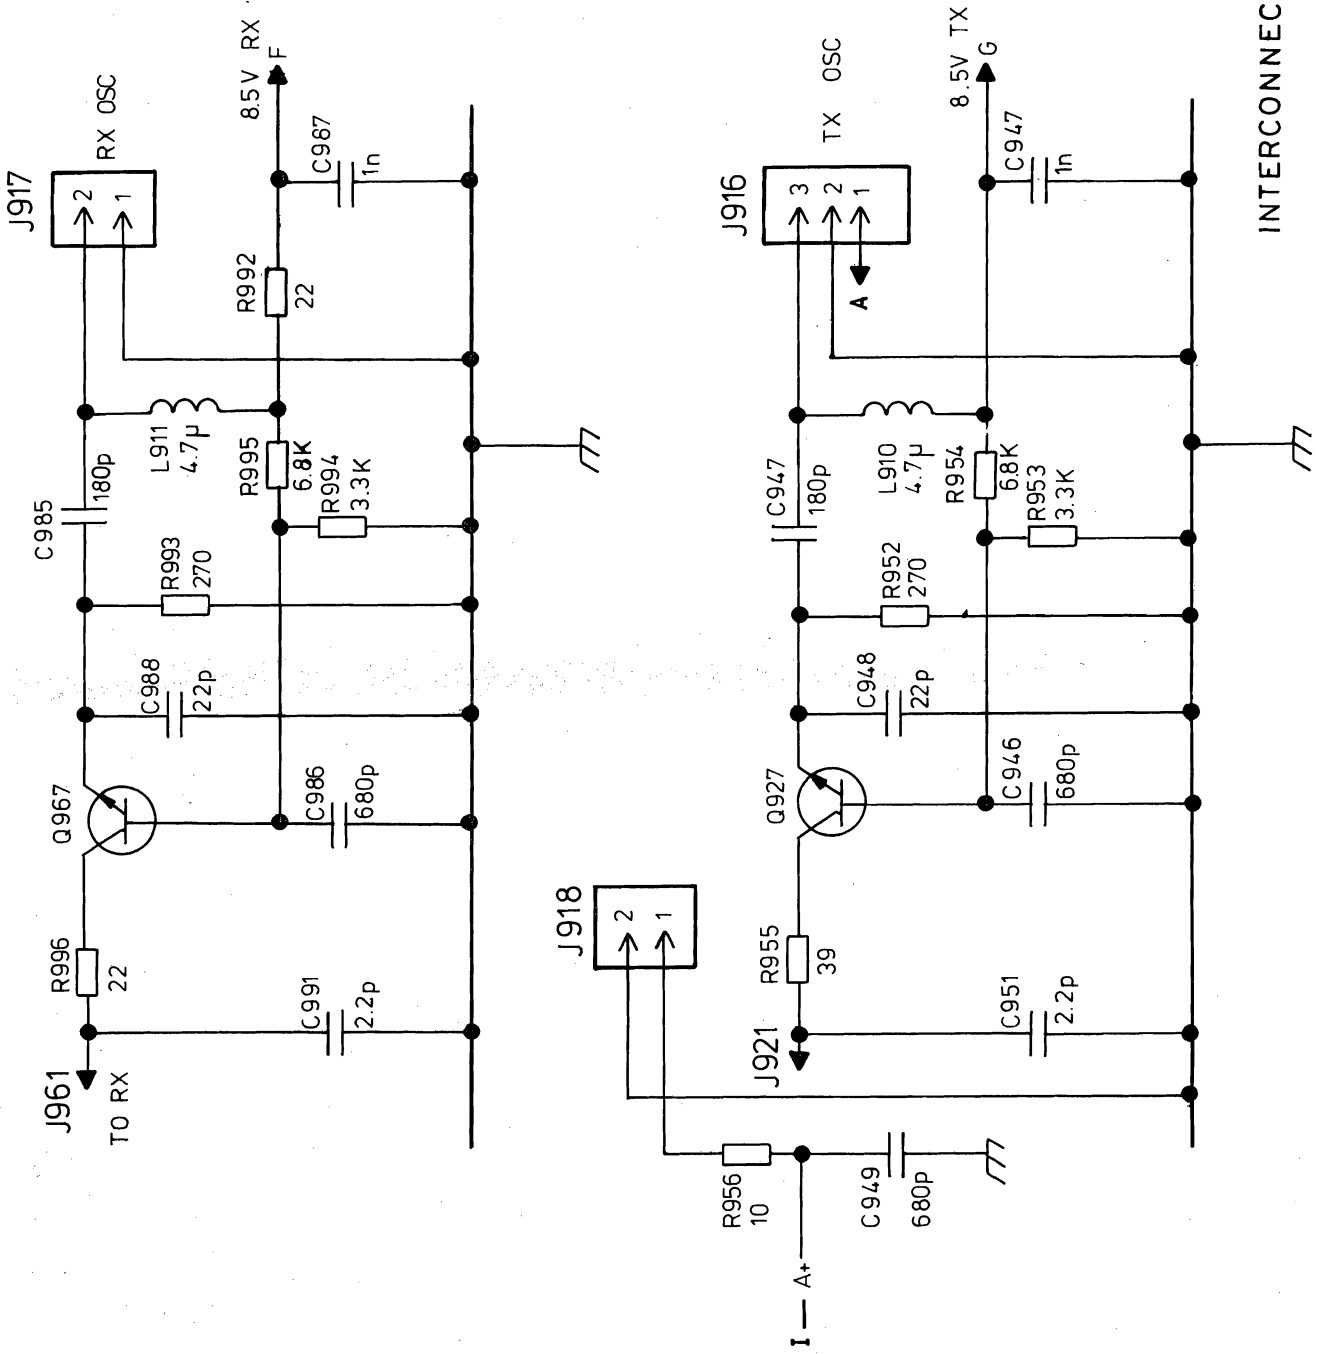 J917
RX OSC
2
1
8.5V RX
F
C985
180p
L911
4.7µ
R992
22
C987
1n
R993
270
R995
6.8K
R994
3.3K
C988
22p
Q967
C986
680p
R996
22
C991
2.2p
J961
TO RX
J916
TX OSC
3
2
1
A
8.5V TX
G
C947
180p
L910
4.7µ
C947
1n
R952
270
R954
6.8K
R953
3.3K
C948
22p
Q927
C946
680p
J918
2
1
R955
39
C951
2.2p
J921
R956
10
C949
680p
I — A+
INTERCONNEC